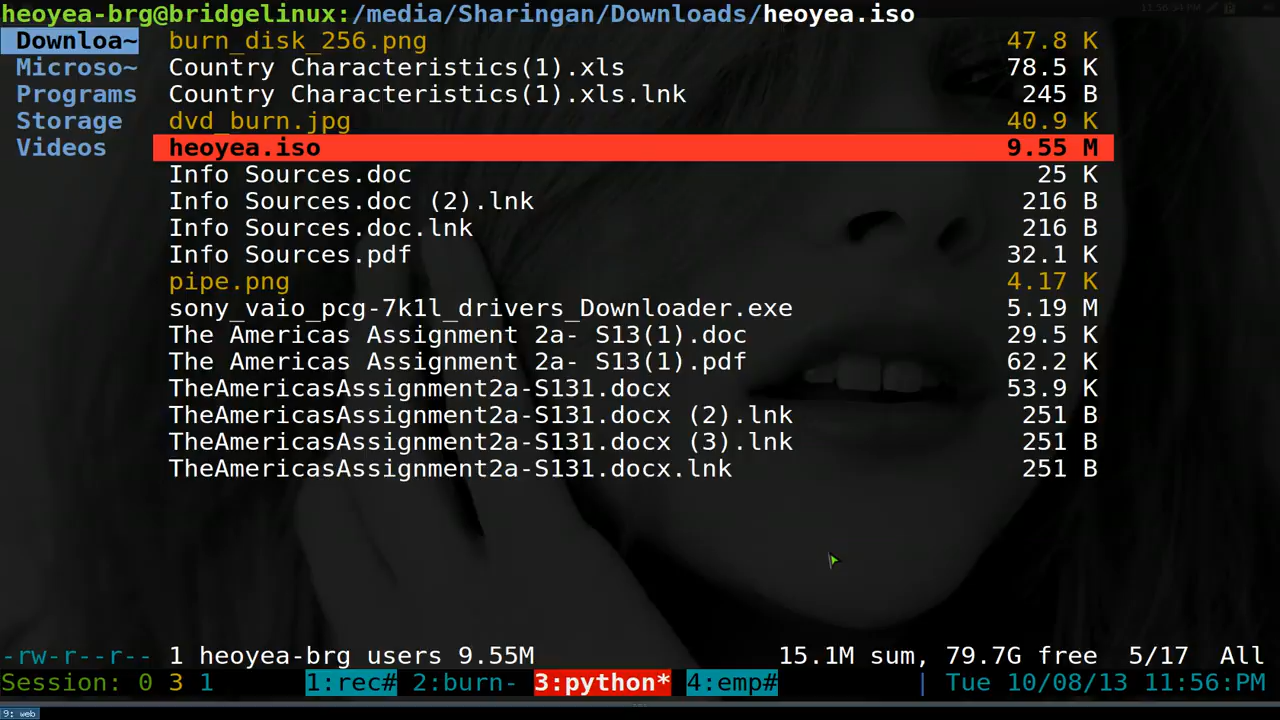 heoyea-brg@bridgelinux:/media/Sharingan/Downloads/heoyea.iso
Downloa~ burn_disk_256.png 47.8 K
Microso~ Country Characteristics(1).xls 78.5 K
Programs Country Characteristics(1).xls.lnk 245 B
Storage dvd_burn.jpg 40.9 K
Videos heoyea.iso 9.55 M
Info Sources.doc 25 K
Info Sources.doc (2).lnk 216 B
Info Sources.doc.lnk 216 B
Info Sources.pdf 32.1 K
pipe.png 4.17 K
sony_vaio_pcg-7k1l_drivers_Downloader.exe 5.19 M
The Americas Assignment 2a- S13(1).doc 29.5 K
The Americas Assignment 2a- S13(1).pdf 62.2 K
TheAmericasAssignment2a-S131.docx 53.9 K
TheAmericasAssignment2a-S131.docx (2).lnk 251 B
TheAmericasAssignment2a-S131.docx (3).lnk 251 B
TheAmericasAssignment2a-S131.docx.lnk 251 B
-rw-r--r-- 1 heoyea-brg users 9.55M 15.1M sum, 79.7G free 5/17 All
Session: 0 3 1 1:rec# 2:burn- 3:python* 4:emp# | Tue 10/08/13 11:56:PM
9: web